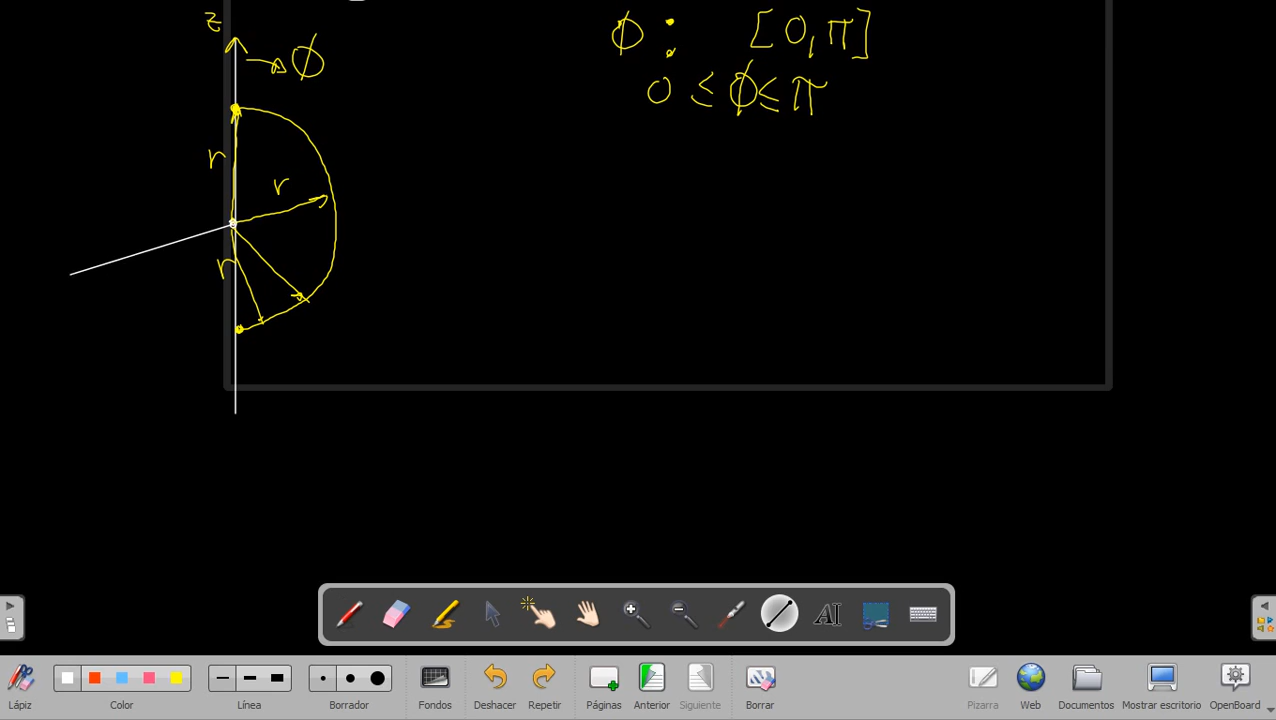 z
ϕ
r
r
r
ϕ : [0, π]
0 ≤ ϕ ≤ π
Lápiz
Color
Línea
Borrador
Fondos
Deshacer
Repetir
Páginas
Anterior
Siguiente
Borrar
Pizarra
Web
Documentos
Mostrar escritorio
OpenBoard
AI